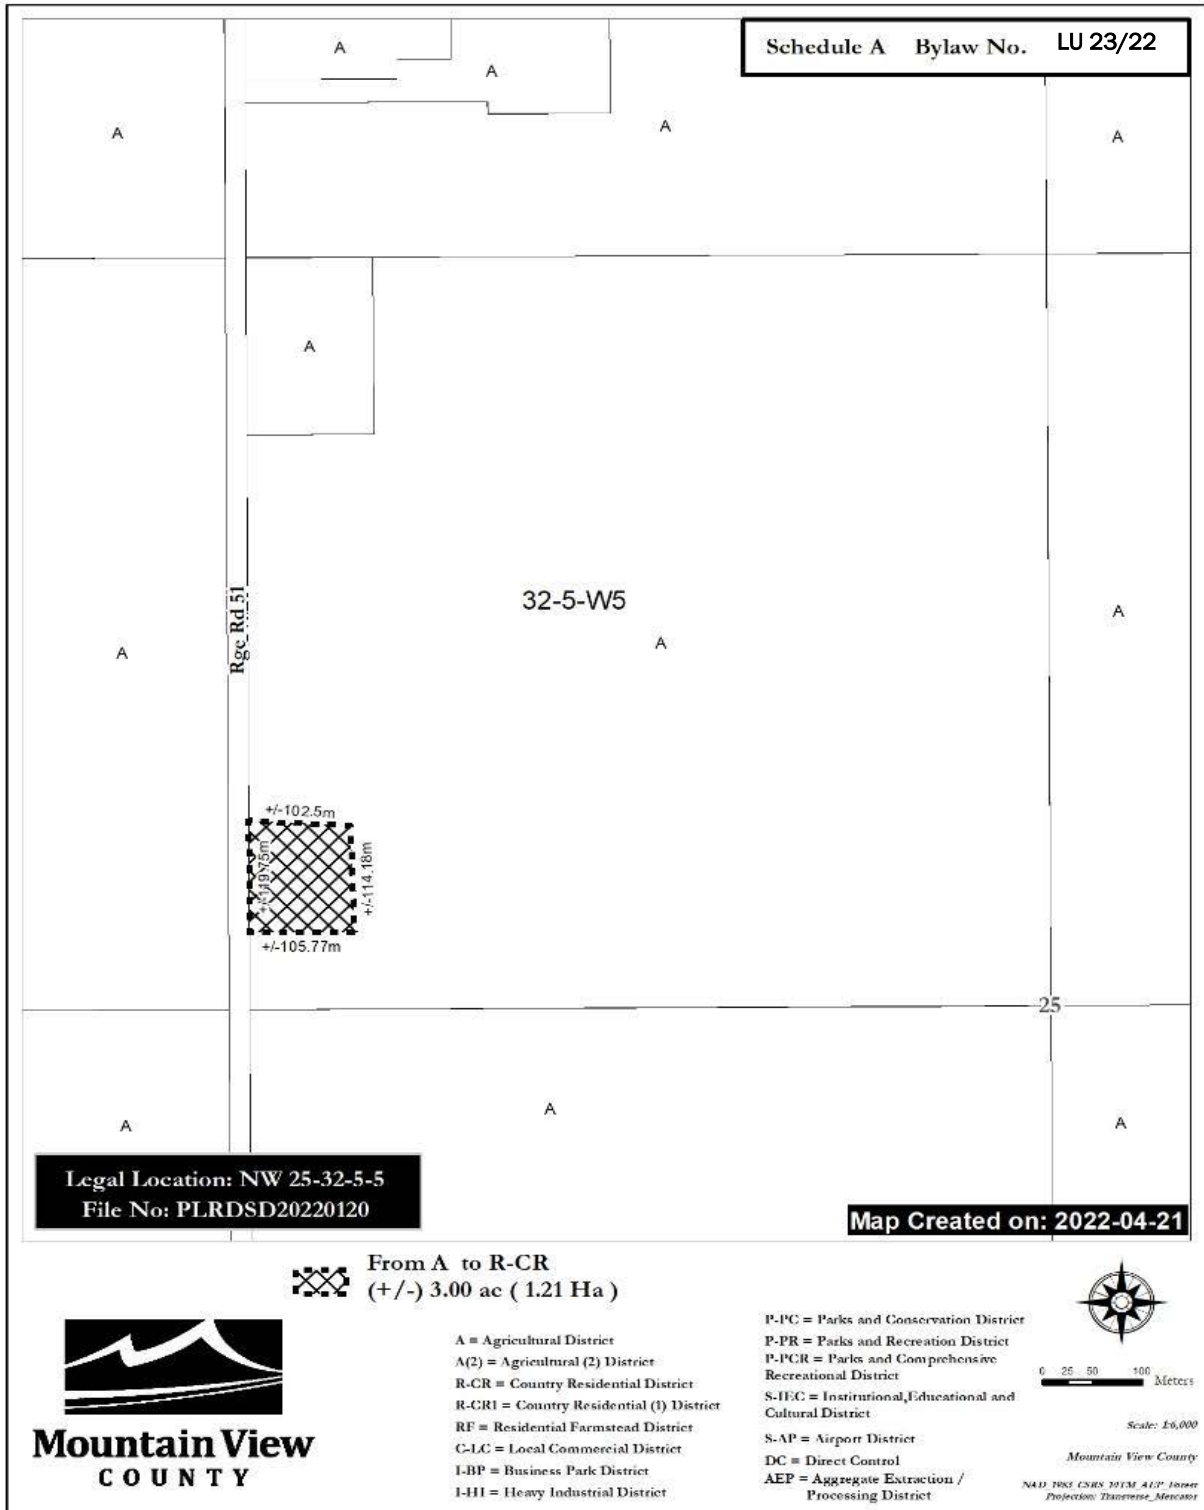 Schedule A Bylaw No. LU 23/22
A
A
A
A
A
A
32-5-W5
Rge Rd 51
A
A
A
+/-102.5m
+/-119.75m
+/-114.18m
+/-105.77m
25
A
A
A
Legal Location: NW 25-32-5-5
File No: PLRDSD20220120
Map Created on: 2022-04-21
From A to R-CR
(+/-) 3.00 ac ( 1.21 Ha )
Mountain View
COUNTY
A = Agricultural District
A(2) = Agricultural (2) District
R-CR = Country Residential District
R-CR1 = Country Residential (1) District
RF = Residential Farmstead District
C-LC = Local Commercial District
I-BP = Business Park District
I-HI = Heavy Industrial District
P-PC = Parks and Conservation District
P-PR = Parks and Recreation District
P-PCR = Parks and Comprehensive
Recreational District
S-IEC = Institutional,Educational and
Cultural District
S-AP = Airport District
DC = Direct Control
AEP = Aggregate Extraction /
Processing District
0 25 50 100
Meters
Scale: 1:6,000
Mountain View County
NAD_1983_CSRS_10TM_AEP_Forest
Projection: Transverse_Mercator